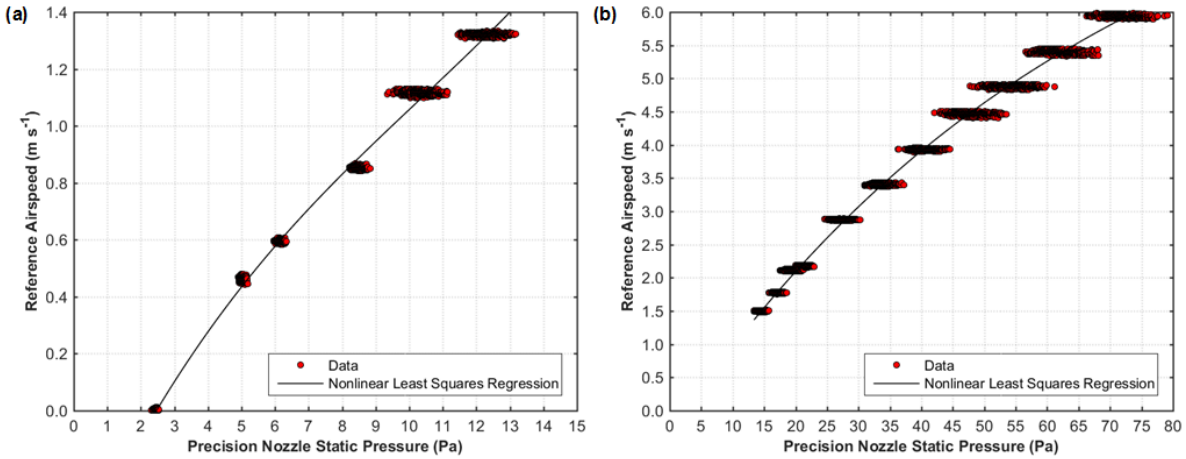 (a)
1.4
1.2
1.0
0.8
0.6
0.4
0.2
0.0
Reference Airspeed (m s-1)
0 1 2 3 4 5 6 7 8 9 10 11 12 13 14 15
Precision Nozzle Static Pressure (Pa)
Data
Nonlinear Least Squares Regression
(b)
6.0
5.5
5.0
4.5
4.0
3.5
3.0
2.5
2.0
1.5
1.0
0.5
0.0
Reference Airspeed (m s-1)
0 5 10 15 20 25 30 35 40 45 50 55 60 65 70 75 80
Precision Nozzle Static Pressure (Pa)
Data
Nonlinear Least Squares Regression